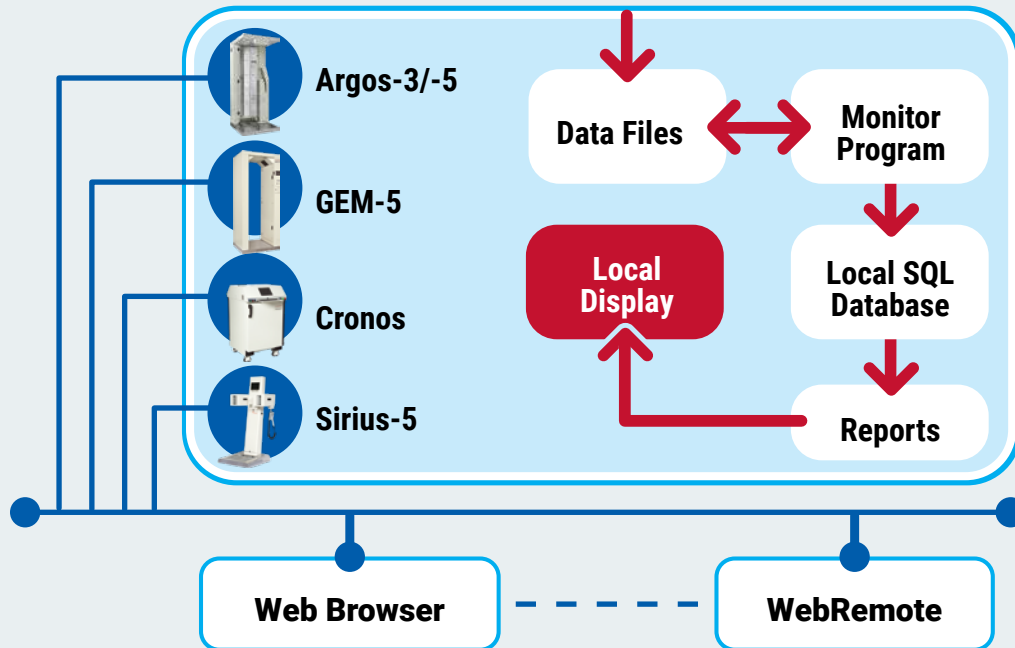 Argos-3/-5
GEM-5
Cronos
Sirius-5
Data Files
Monitor
Program
Local
Display
Local SQL
Database
Reports
Web Browser
WebRemote